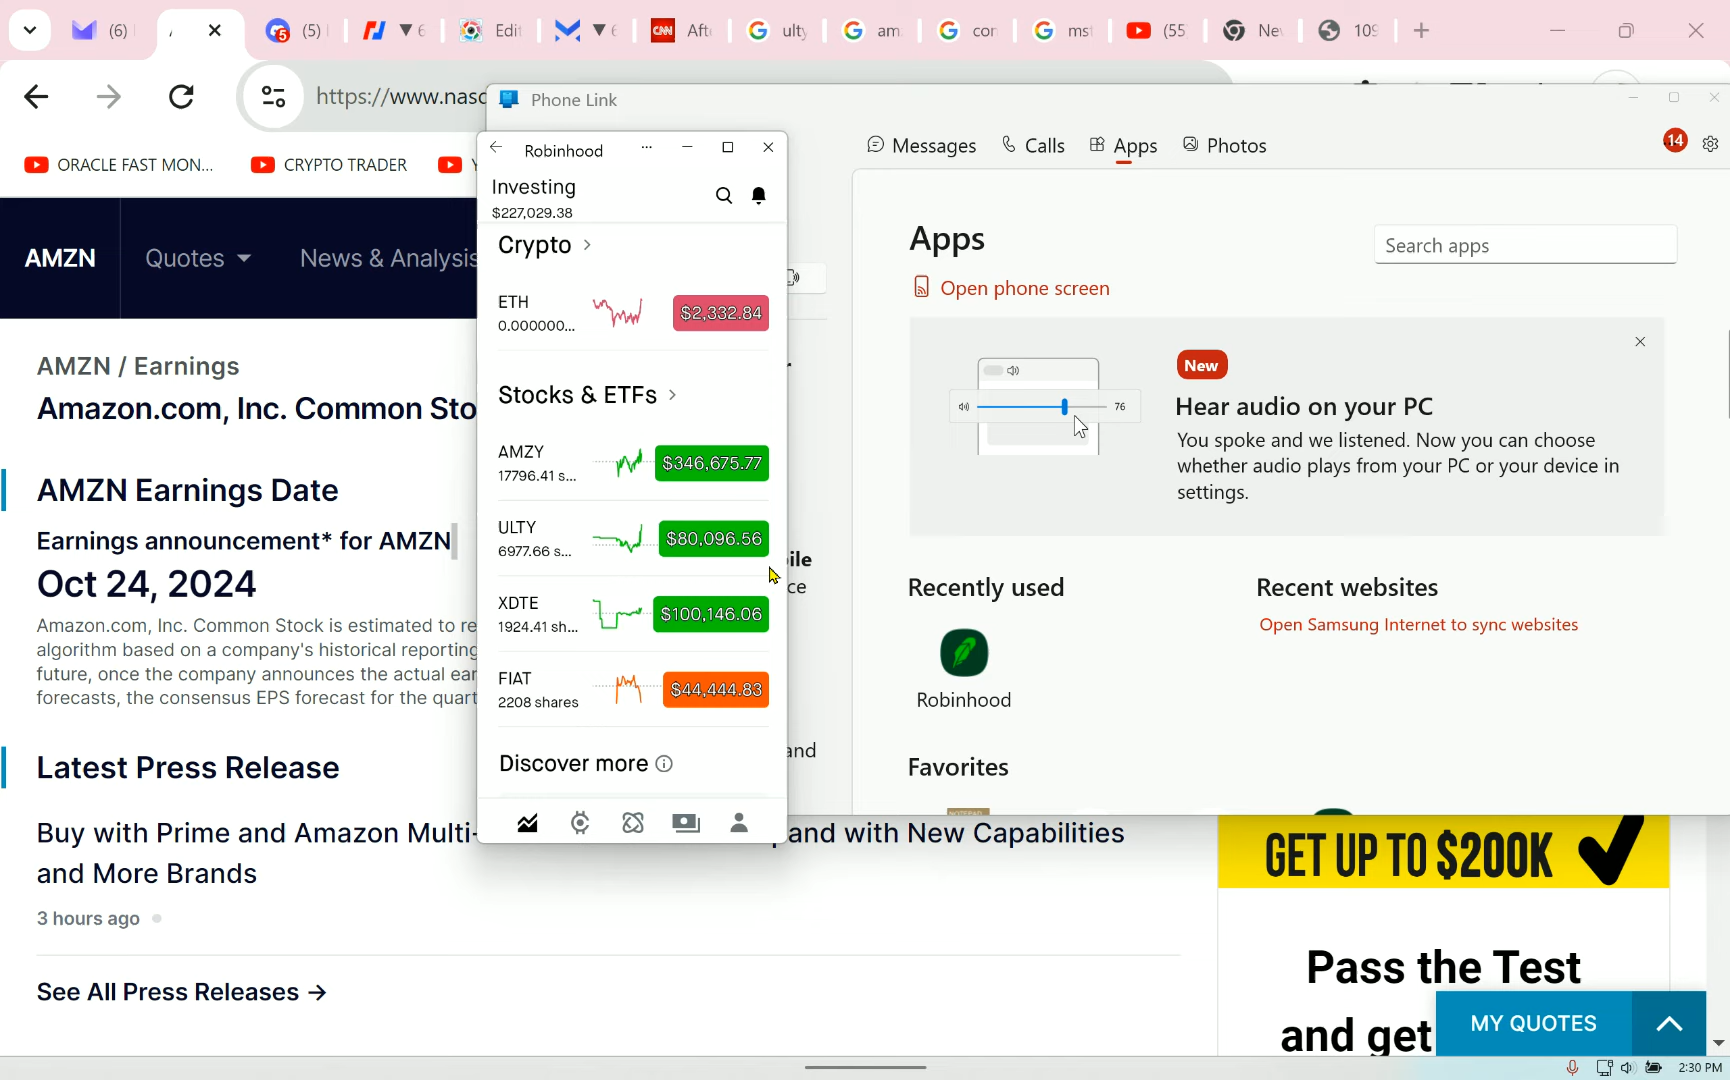 (6)
(5)
Edi
CNN
Aft
ulty
am
con
mst
(55
Ne
109
https://www.nasd
ORACLE FAST MON...
CRYPTO TRADER
Phone Link
Messages
Calls
Apps
Photos
14
Robinhood
Investing
$227,029.38
Crypto
ETH
0.000000...
$2,332.84
Stocks & ETFs
AMZY
17796.41 s...
$346,675.77
ULTY
6977.66 s...
$80,096.56
XDTE
1924.41 sh...
$100,146.06
FIAT
2208 shares
$44,444.83
Discover more
Apps
Search apps
Open phone screen
76
New
Hear audio on your PC
You spoke and we listened. Now you can choose
whether audio plays from your PC or your device in
settings.
Recently used
Recent websites
Open Samsung Internet to sync websites
Robinhood
Favorites
ile
ce
and
AMZN
Quotes
News & Analysis
AMZN / Earnings
Amazon.com, Inc. Common Sto
AMZN Earnings Date
Earnings announcement* for AMZN
Oct 24, 2024
Amazon.com, Inc. Common Stock is estimated to re
algorithm based on a company's historical reporting
future, once the company announces the actual ear
forecasts, the consensus EPS forecast for the quart
Latest Press Release
Buy with Prime and Amazon Multi- and with New Capabilities
and More Brands
3 hours ago
See All Press Releases →
GET UP TO $200K
Pass the Test
and get
MY QUOTES
2:30 PM